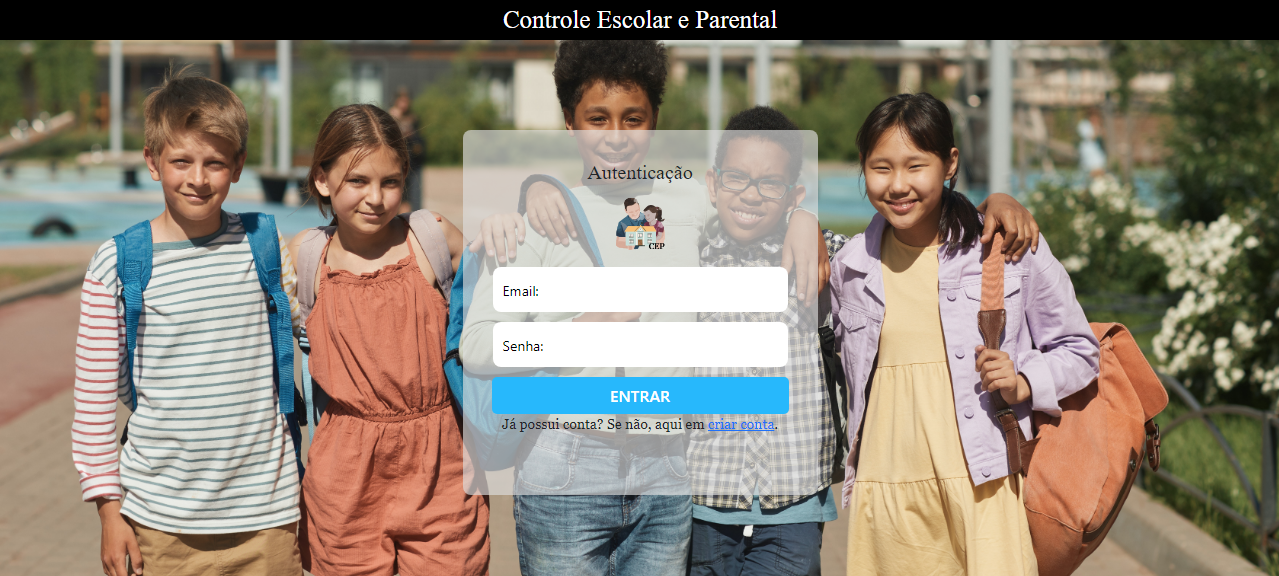 Controle Escolar e Parental
Autenticação
CEP
Email:
Senha:
ENTRAR
Já possui conta? Se não, aqui em criar conta.